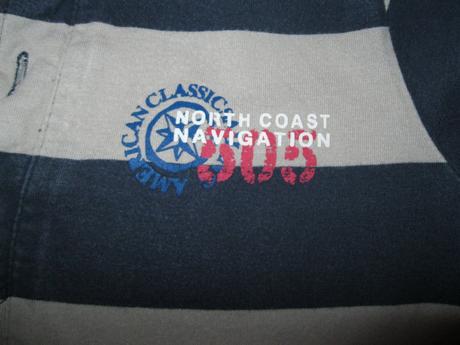 AMERICAN CLASSICS
NORTH COAST
NAVIGATION
505